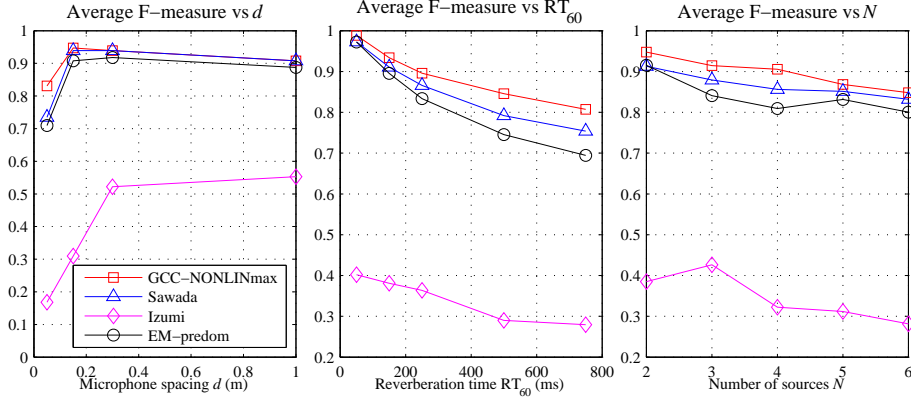 Average F-measure vs d
1
0.9
0.8
0.7
0.6
0.5
0.4
0.3
0.2
0.1
0
0 0.2 0.4 0.6 0.8 1
Microphone spacing d (m)
GCC-NONLINmax
Sawada
Izumi
EM-predom
Average F-measure vs RT60
1
0.9
0.8
0.7
0.6
0.5
0.4
0.3
0.2
0 200 400 600 800
Reverberation time RT60 (ms)
Average F-measure vs N
1
0.9
0.8
0.7
0.6
0.5
0.4
0.3
0.2
2 3 4 5 6
Number of sources N